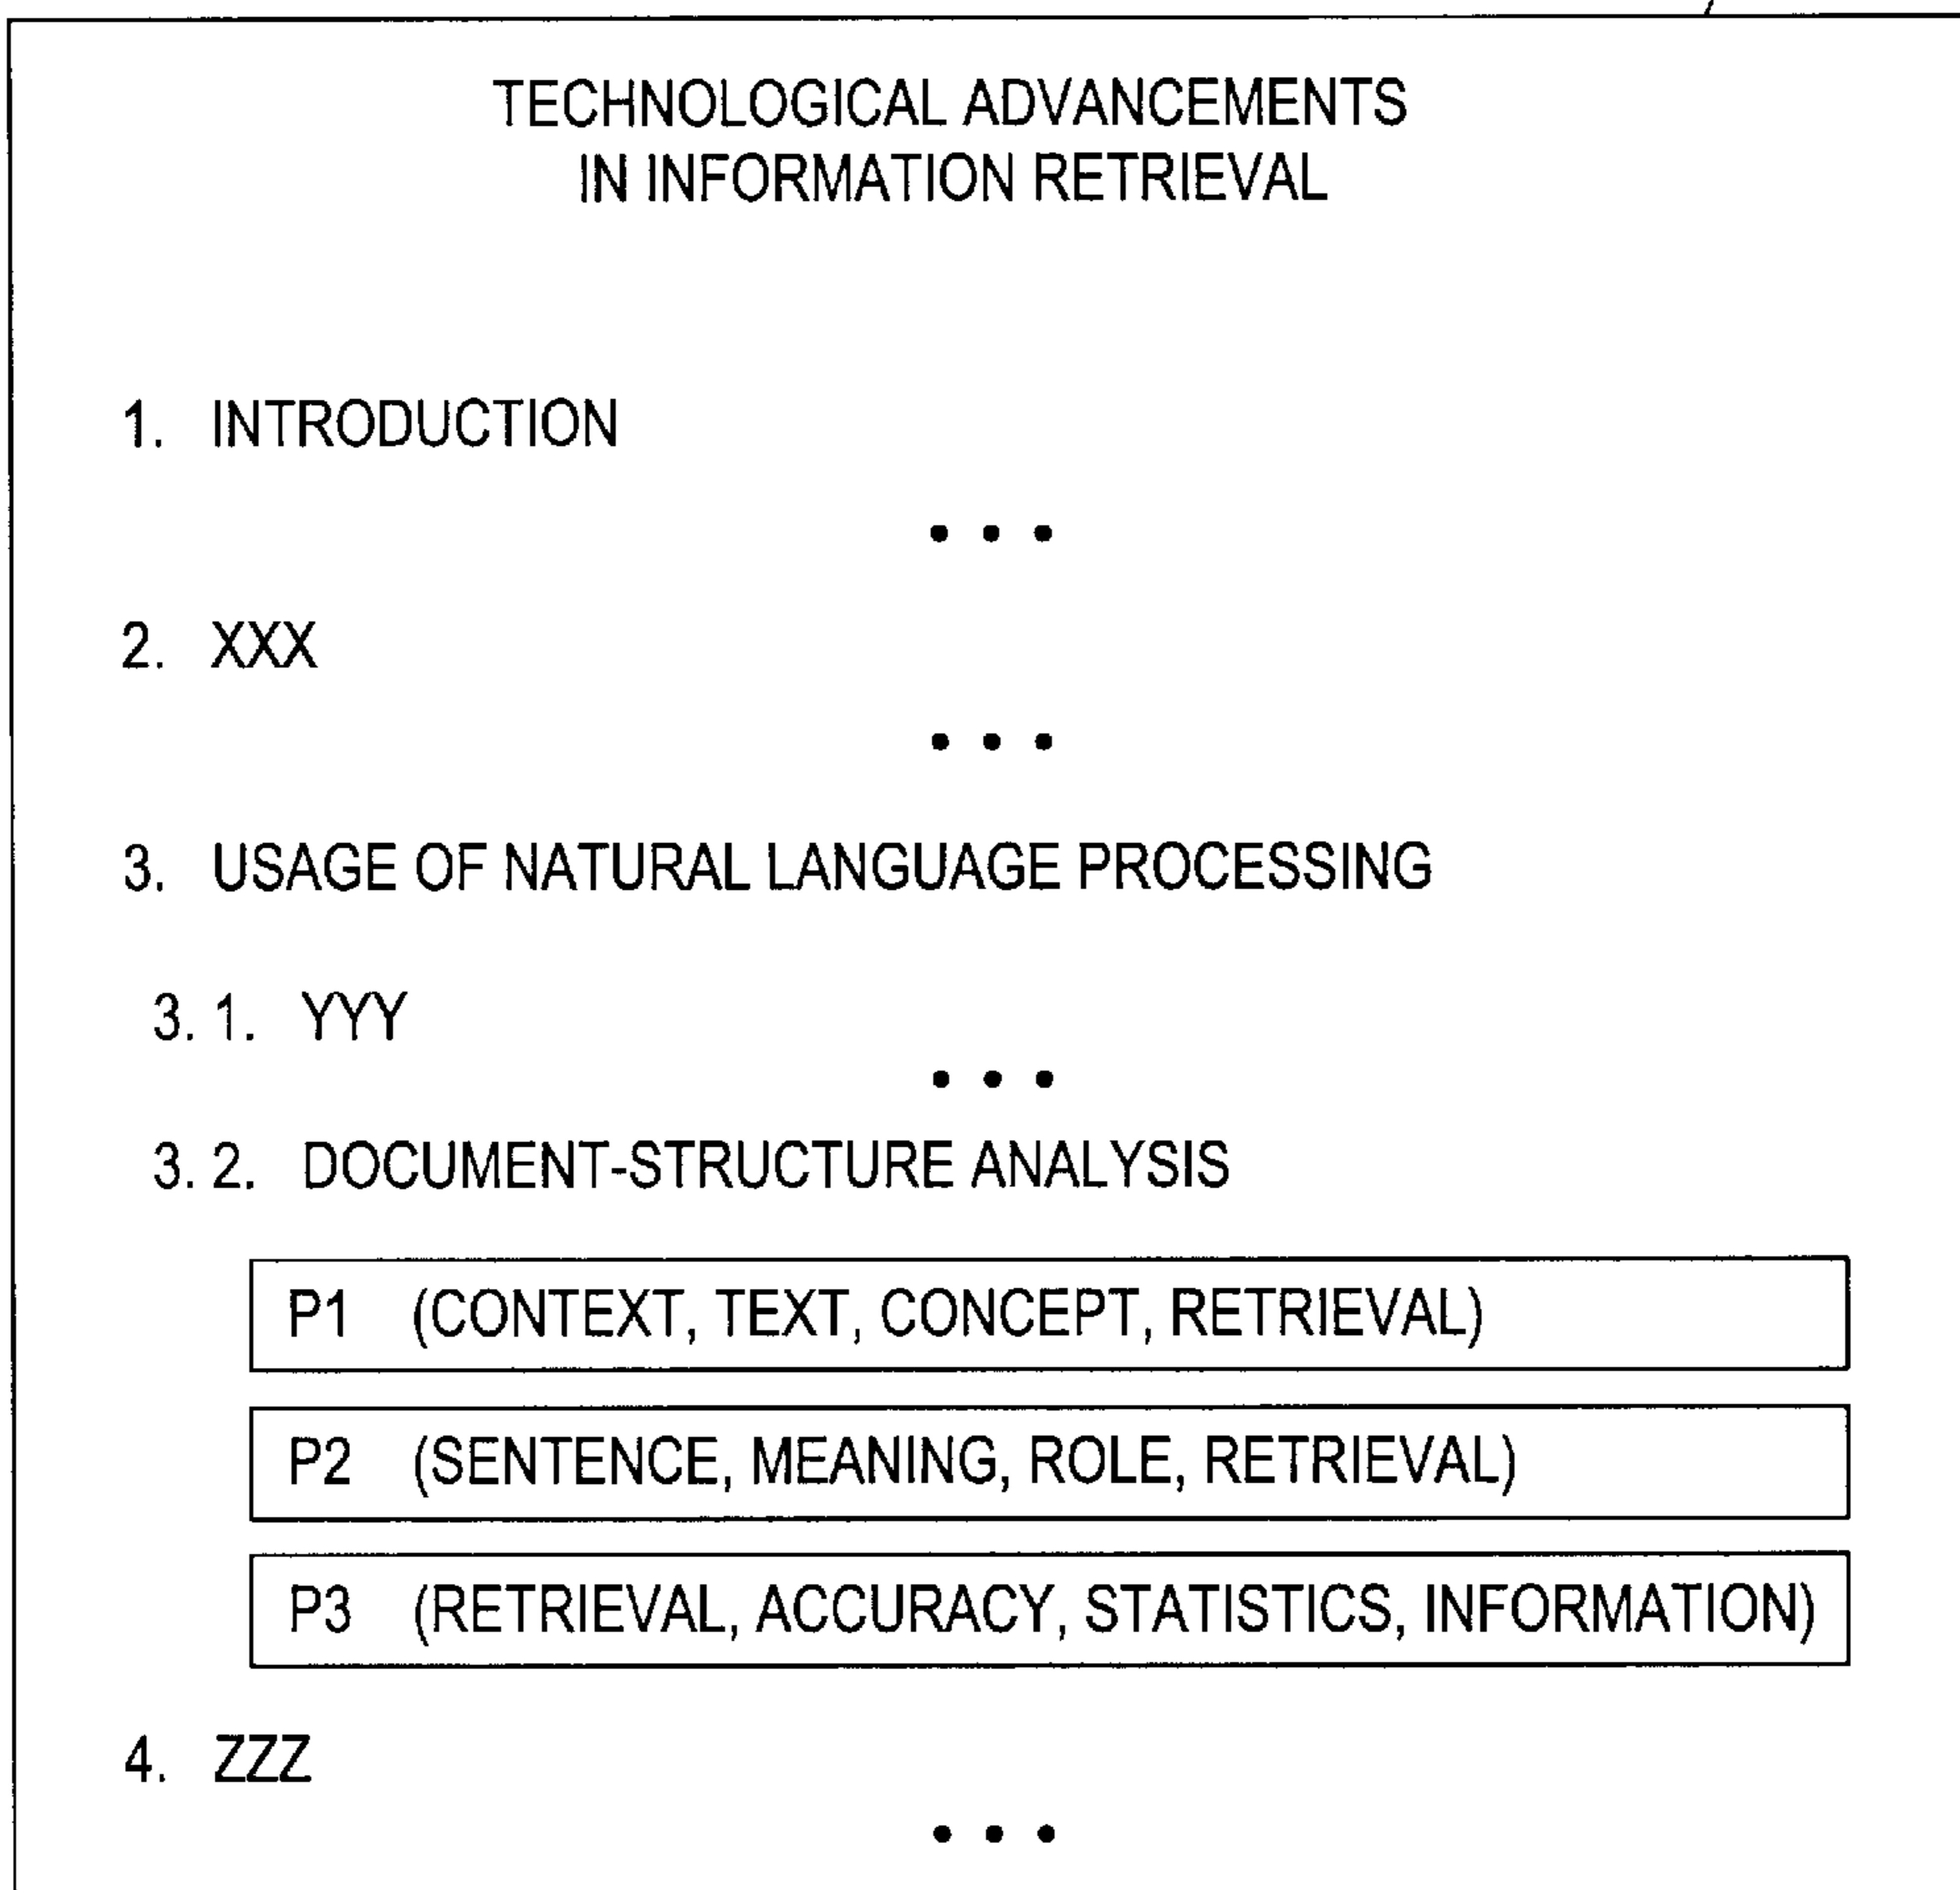 TECHNOLOGICAL ADVANCEMENTS
IN INFORMATION RETRIEVAL
1. INTRODUCTION
• • •
2. XXX
• • •
3. USAGE OF NATURAL LANGUAGE PROCESSING
3. 1. YYY
• • •
3. 2. DOCUMENT-STRUCTURE ANALYSIS
P1 (CONTEXT, TEXT, CONCEPT, RETRIEVAL)
P2 (SENTENCE, MEANING, ROLE, RETRIEVAL)
P3 (RETRIEVAL, ACCURACY, STATISTICS, INFORMATION)
4. ZZZ
• • •